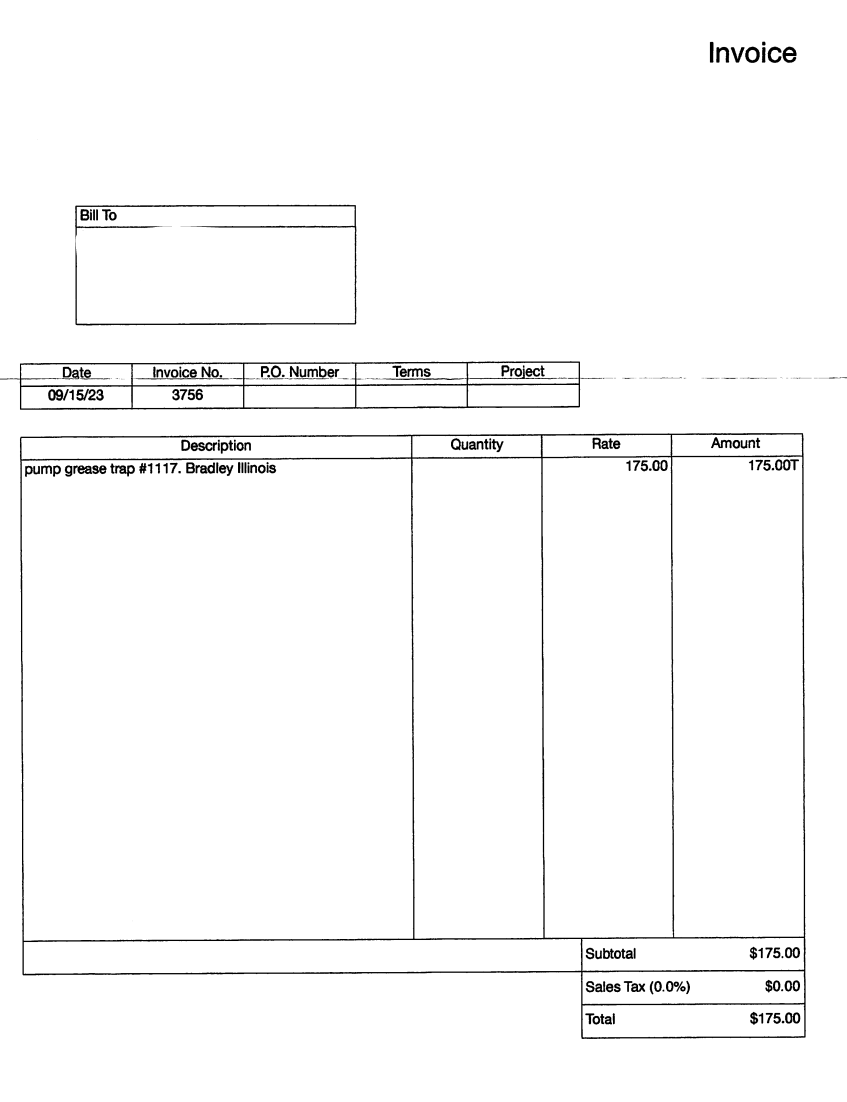 Invoice
Bill To
Date Invoice No. P.O. Number Terms Project
09/15/23 3756
Description Quantity Rate Amount
pump grease trap #1117. Bradley Illinois 175.00 175.00T
Subtotal $175.00
Sales Tax (0.0%) $0.00
Total $175.00